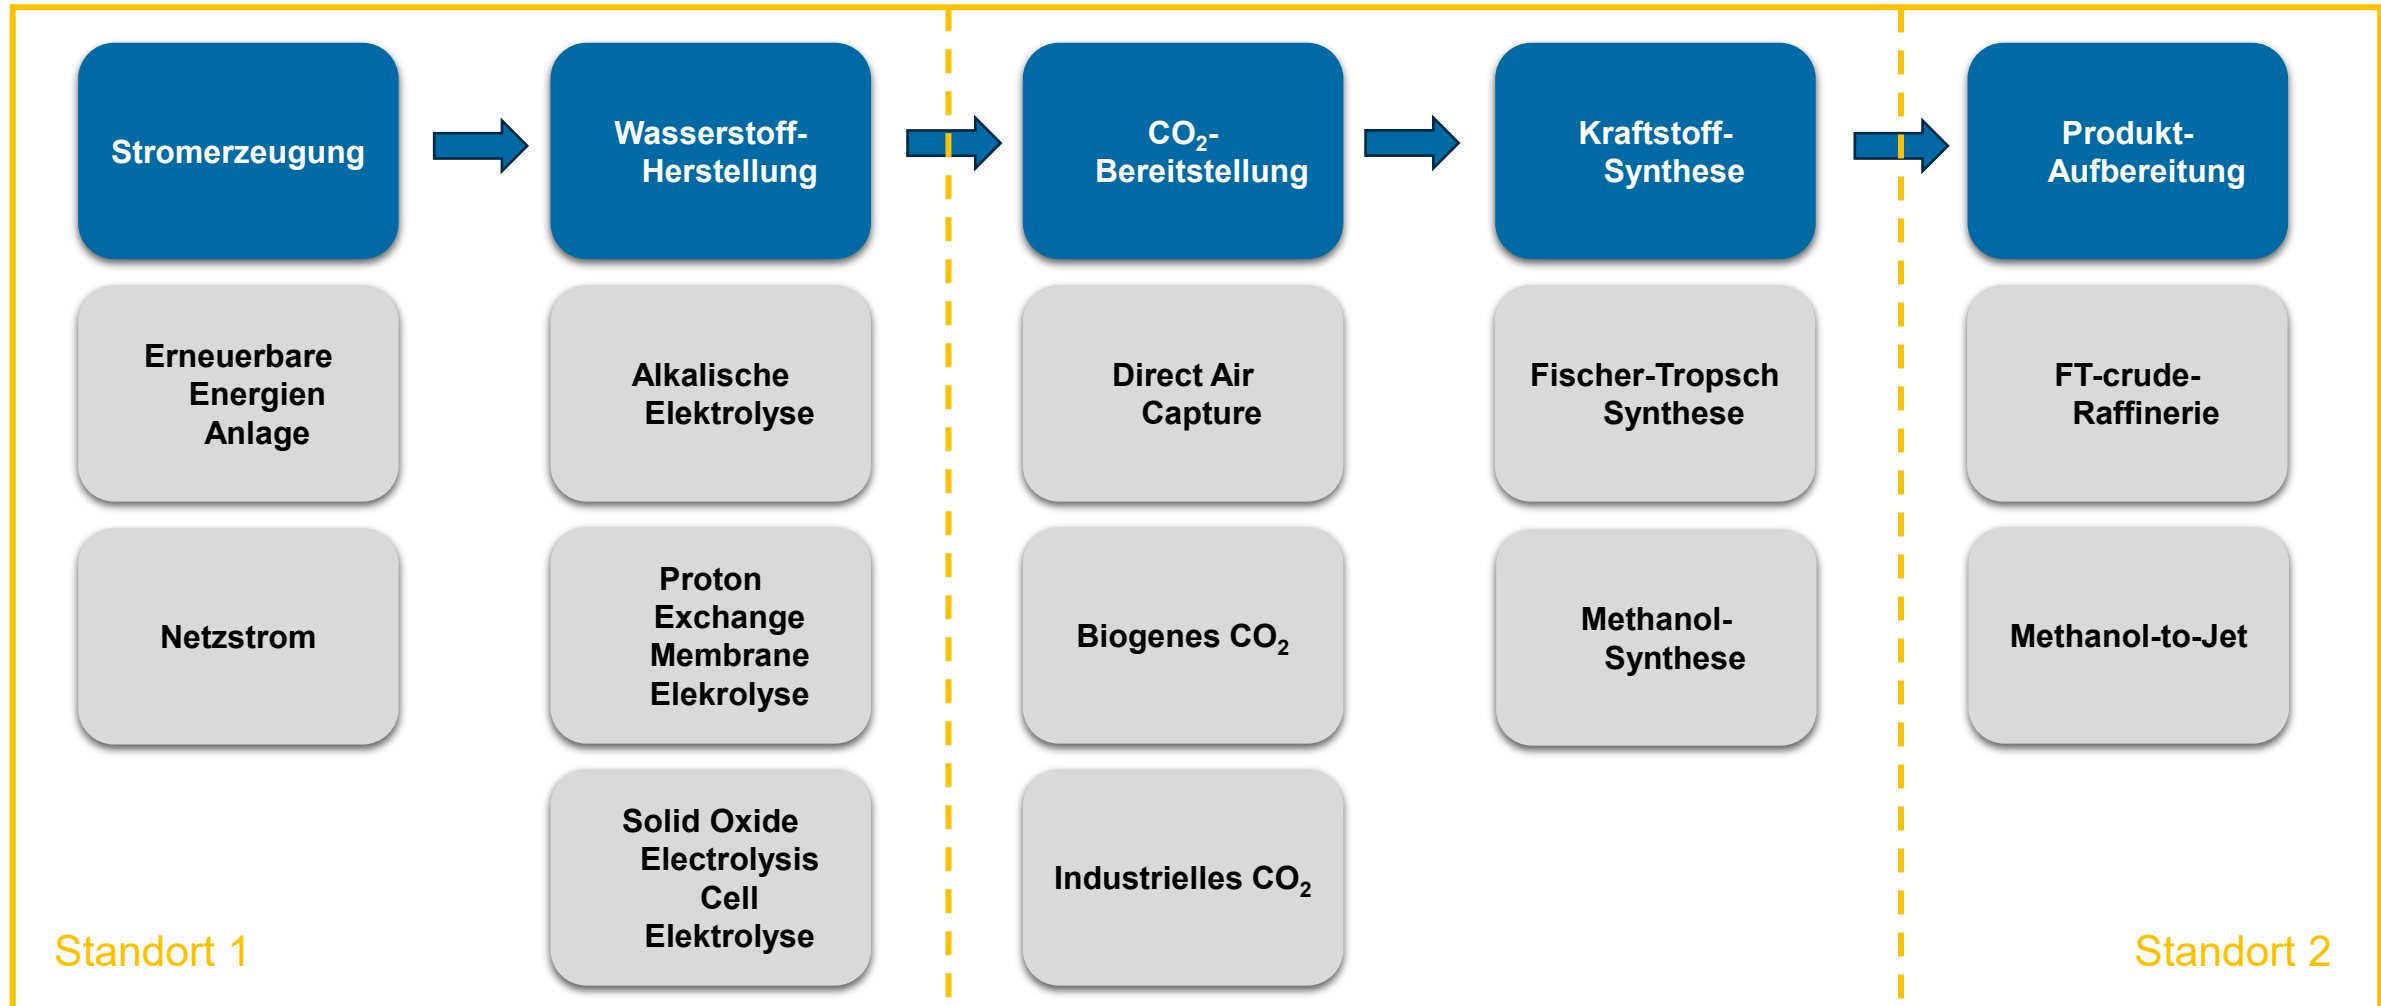 Stromerzeugung
Wasserstoff-
Herstellung
CO₂-
Bereitstellung
Kraftstoff-
Synthese
Produkt-
Aufbereitung
Erneuerbare
Energien
Anlage
Alkalische
Elektrolyse
Direct Air
Capture
Fischer-Tropsch
Synthese
FT-crude-
Raffinerie
Netzstrom
Proton
Exchange
Membrane
Elekrolyse
Biogenes CO₂
Methanol-
Synthese
Methanol-to-Jet
Solid Oxide
Electrolysis
Cell
Elektrolyse
Industrielles CO₂
Standort 1
Standort 2